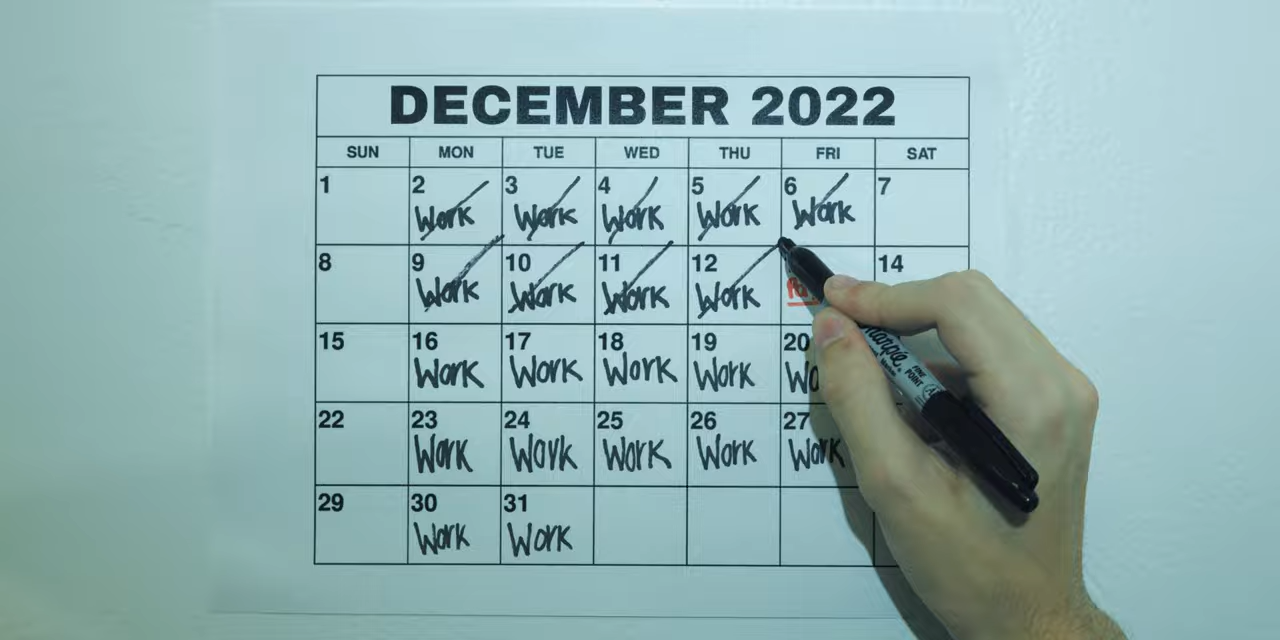 DECEMBER 2022
SUN MON TUE WED THU FRI SAT
1 2 3 4 5 6 7
Work Work Work Work Work
8 9 10 11 12 14
Work Work Work Work
15 16 17 18 19 20
Work Work Work Work
22 23 24 25 26 27
Work Work Work Work Work
29 30 31
Work Work
FINE
POINT